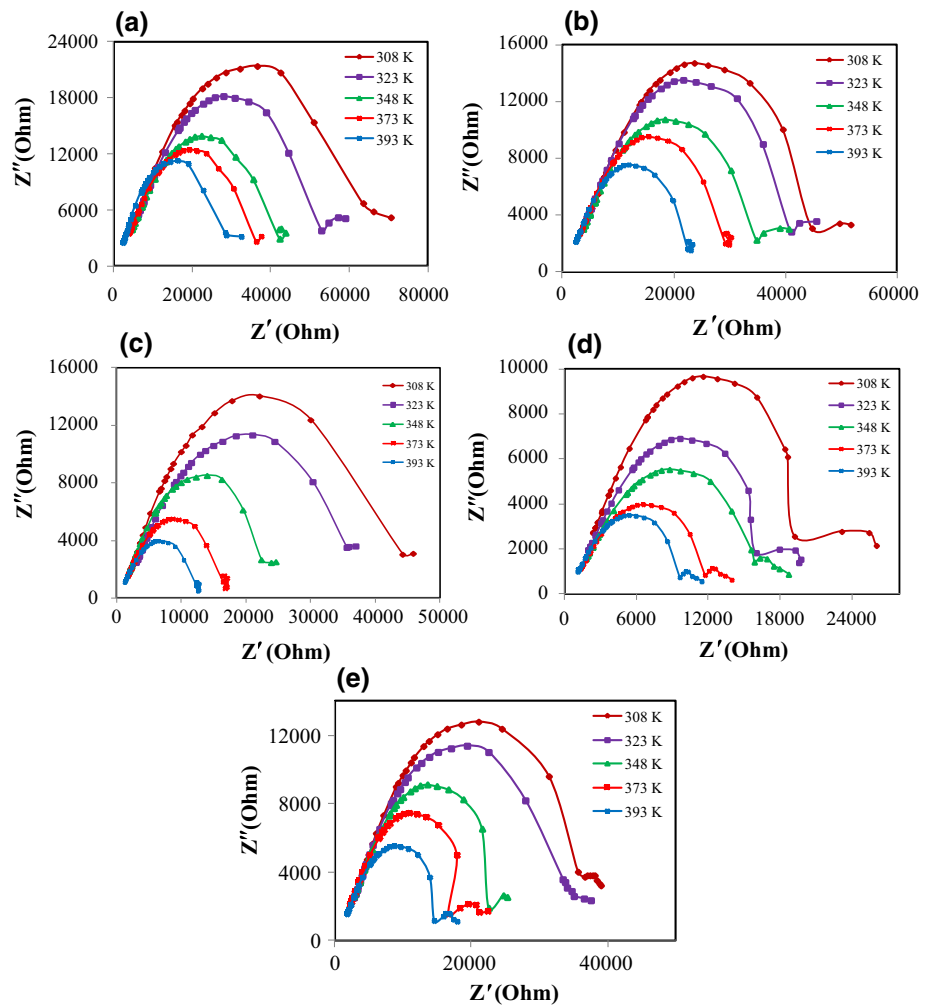 (a)
24000
18000
12000
6000
0
0 20000 40000 60000 80000
Z″(Ohm)
Z′(Ohm)
308 K
323 K
348 K
373 K
393 K
(b)
16000
12000
8000
4000
0
0 20000 40000 60000
Z″(Ohm)
Z′(Ohm)
308 K
323 K
348 K
373 K
393 K
(c)
16000
12000
8000
4000
0
0 10000 20000 30000 40000 50000
Z″(Ohm)
Z′(Ohm)
308 K
323 K
348 K
373 K
393 K
(d)
10000
8000
6000
4000
2000
0
0 6000 12000 18000 24000
Z″(Ohm)
Z′(Ohm)
308 K
323 K
348 K
373 K
393 K
(e)
12000
8000
4000
0
0 20000 40000
Z″(Ohm)
Z′(Ohm)
308 K
323 K
348 K
373 K
393 K